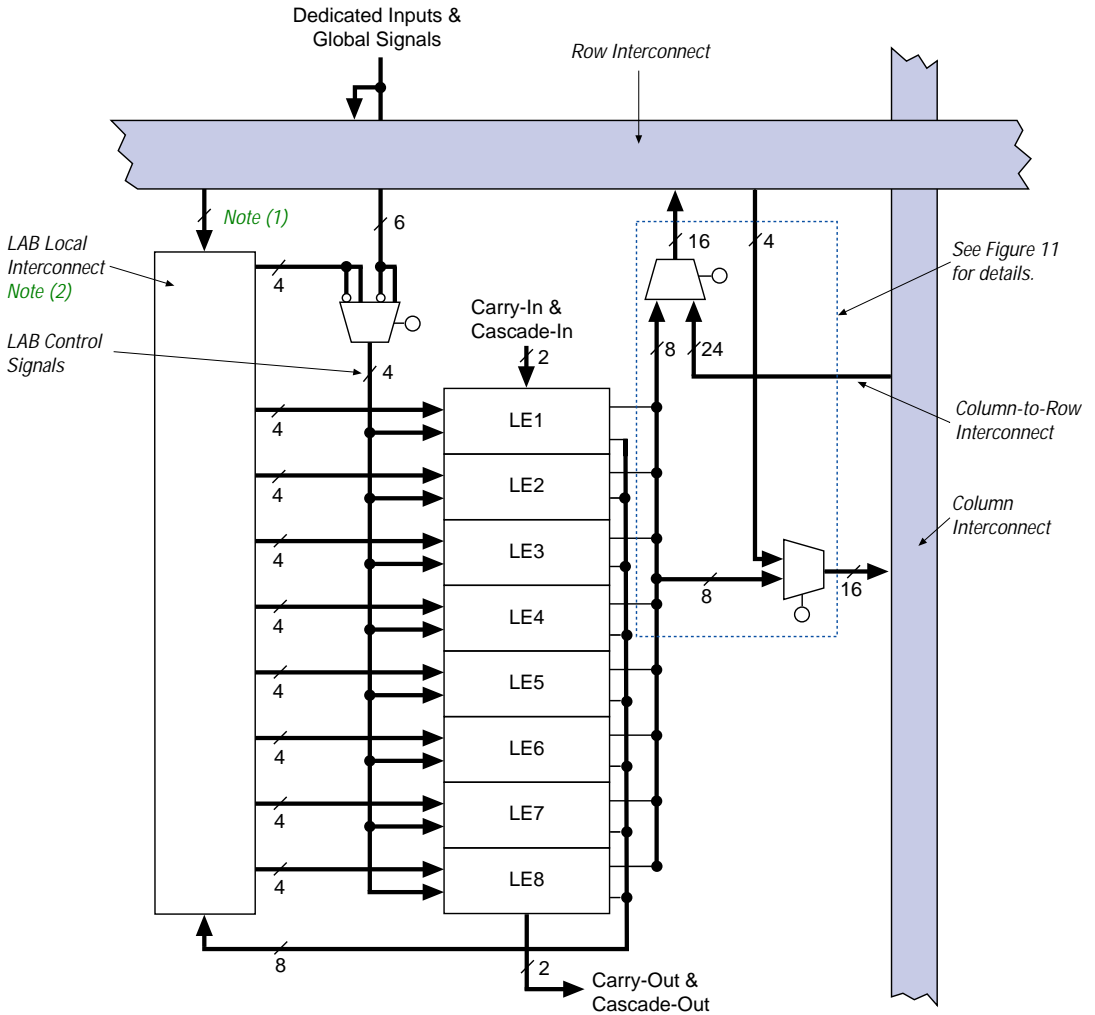 Dedicated Inputs &
Global Signals
Row Interconnect
Note (1)
6
16
4
See Figure 11
for details.
LAB Local
Interconnect
Note (2)
4
Carry-In &
Cascade-In
2
8
24
LAB Control
Signals
4
Column-to-Row
Interconnect
4
LE1
4
LE2
Column
Interconnect
4
LE3
8
16
4
LE4
4
LE5
4
LE6
4
LE7
4
LE8
8
2
Carry-Out &
Cascade-Out